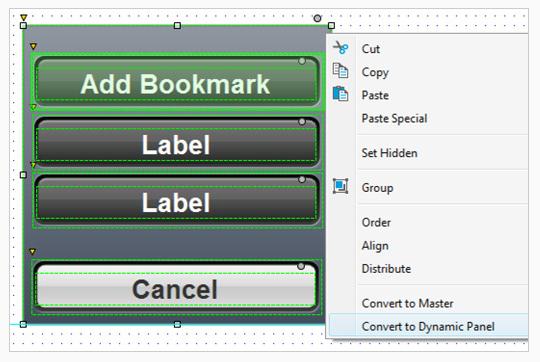 Add Bookmark
Label
Label
Cancel
Cut
Copy
Paste
Paste Special
Set Hidden
Group
Order
Align
Distribute
Convert to Master
Convert to Dynamic Panel